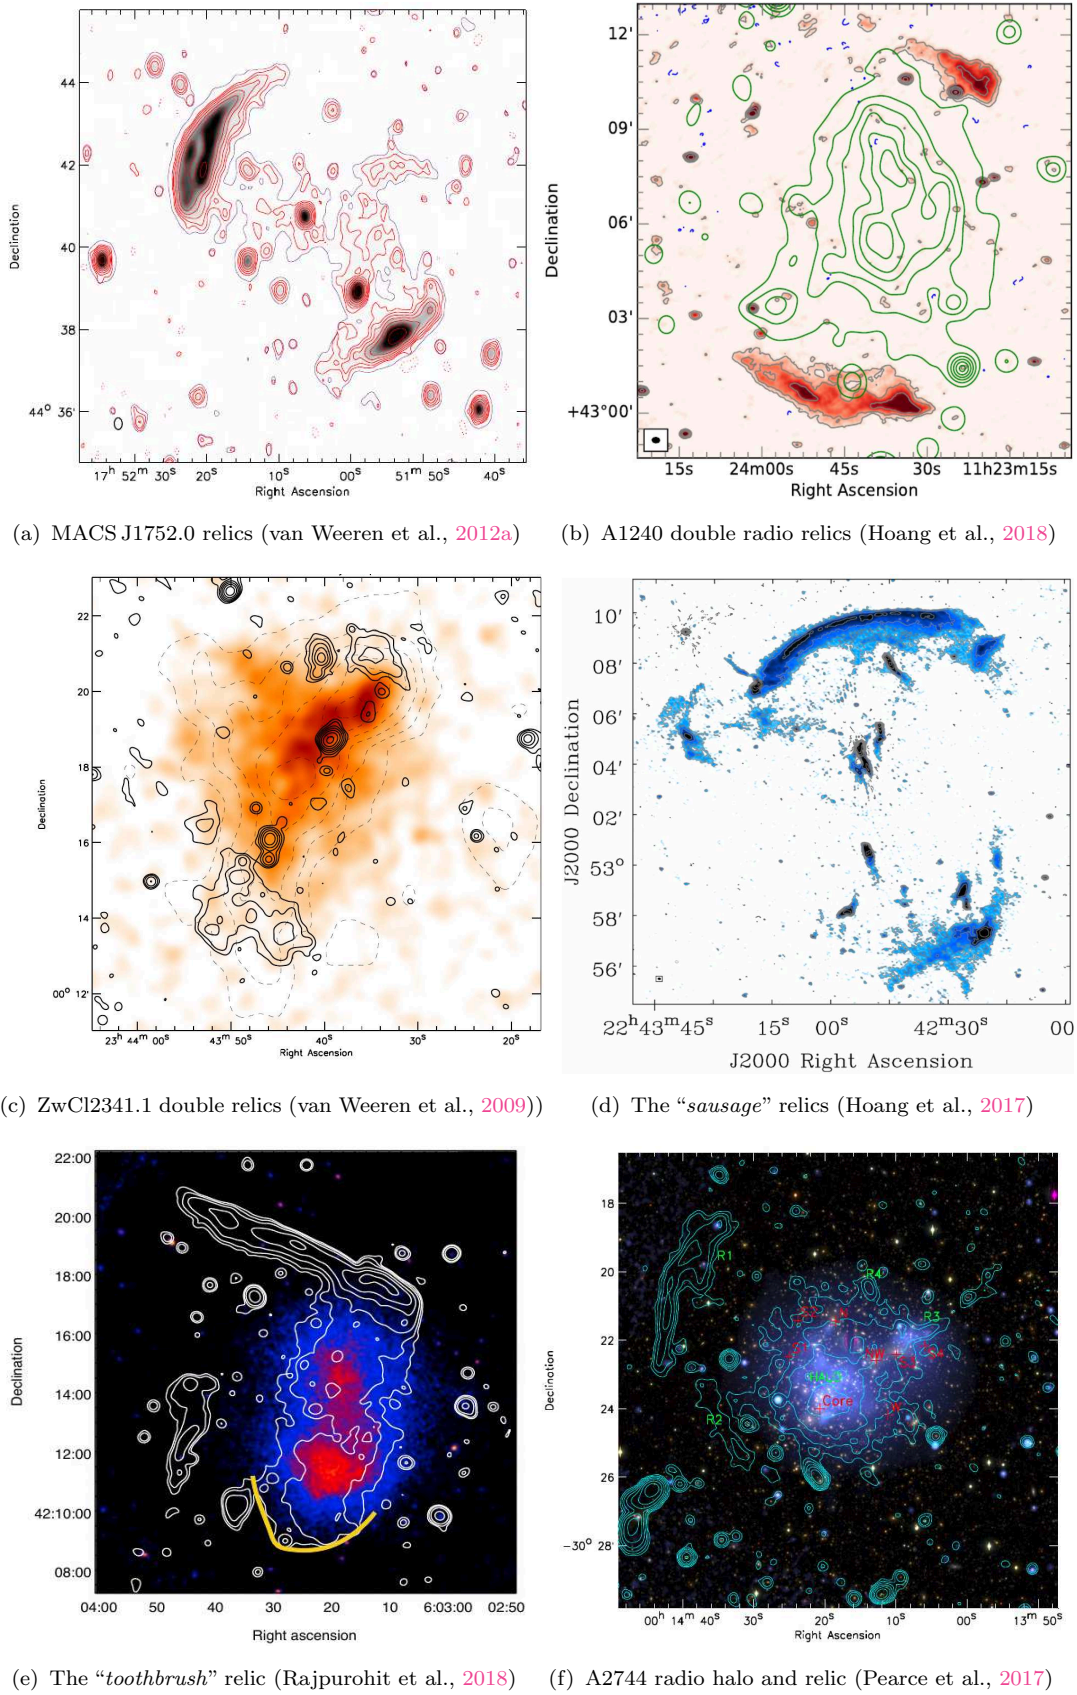 44
42
40
38
44° 36'
Declination
17h 52m 30s 20s 10s 00s 51m 50s 40s
Right Ascension
(a) MACS J1752.0 relics (van Weeren et al., 2012a)
12'
09'
06'
03'
+43°00'
Declination
15s 24m00s 45s 30s 11h23m15s
Right Ascension
(b) A1240 double radio relics (Hoang et al., 2018)
22
20
18
16
14
00° 12'
Declination
23h 44m 00s 43m 50s 40s 30s 20s
Right Ascension
(c) ZwCl2341.1 double relics (van Weeren et al., 2009))
10'
08'
06'
04'
02'
53°
58'
56'
J2000 Declination
22h43m45s 15s 00s 42m30s 00
J2000 Right Ascension
(d) The "sausage" relics (Hoang et al., 2017)
22:00
20:00
18:00
16:00
14:00
12:00
42:10:00
08:00
Declination
04:00 50 40 30 20 10 6:03:00 02:50
Right ascension
(e) The "toothbrush" relic (Rajpurohit et al., 2018)
18
20
22
24
26
−30° 28'
Declination
R1
R4
R3
NW
HALO
Core
R2
00h 14m 40s 30s 20s 10s 00s 13m 50s
Right Ascension
(f) A2744 radio halo and relic (Pearce et al., 2017)